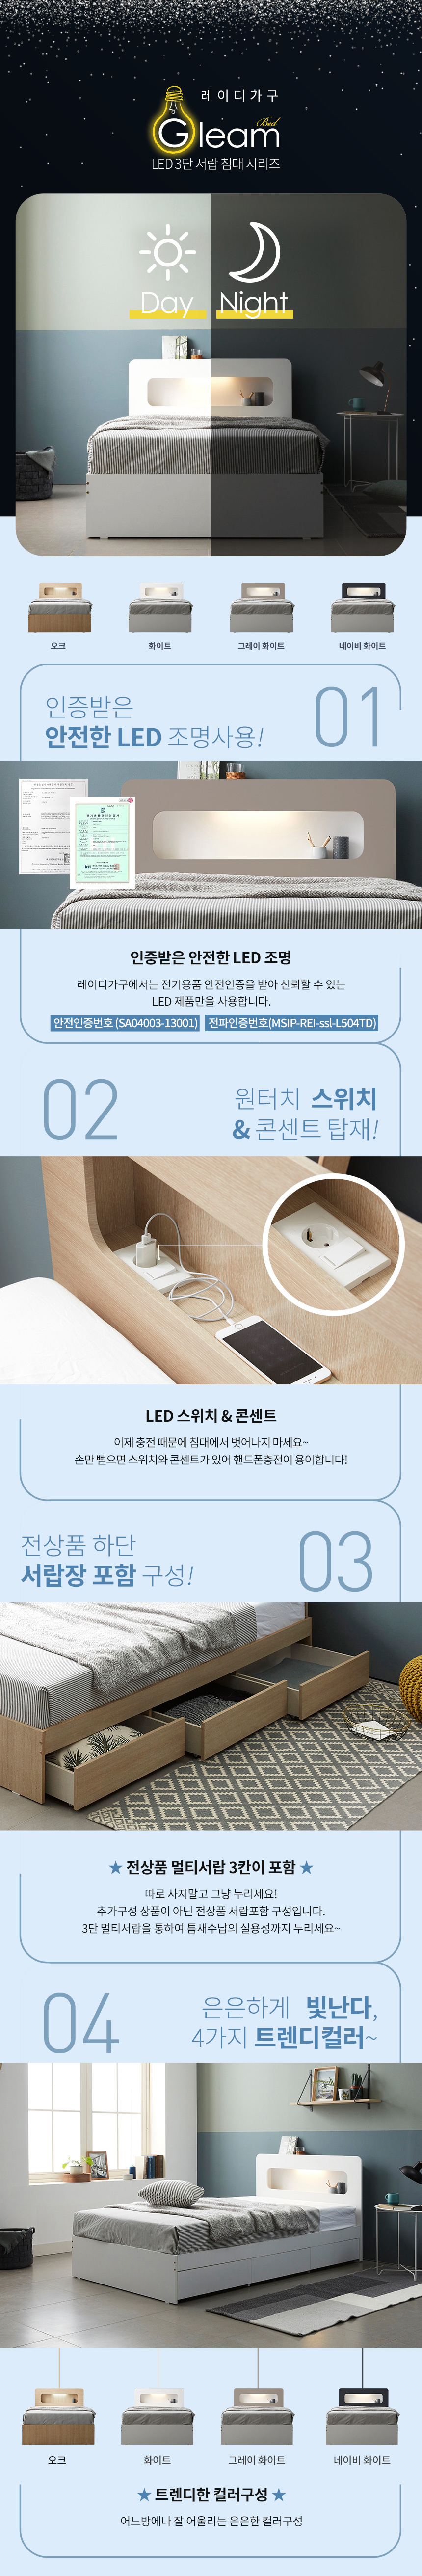 레이디가구
Gleam Bed
LED 3단 서랍 침대 시리즈
Day Night
오크 화이트 그레이 화이트 네이비 화이트
인증받은
안전한 LED 조명사용!
01
인증받은 안전한 LED 조명
레이디가구에서는 전기용품 안전인증을 받아 신뢰할 수 있는
LED 제품만을 사용합니다.
안전인증번호 (SA04003-13001) 전파인증번호(MSIP-REI-ssl-L504TD)
02
원터치 스위치
& 콘센트 탑재!
LED 스위치 & 콘센트
이제 충전 때문에 침대에서 벗어나지 마세요~
손만 뻗으면 스위치와 콘센트가 있어 핸드폰충전이 용이합니다!
전상품 하단
서랍장 포함 구성!
03
★ 전상품 멀티서랍 3칸이 포함 ★
따로 사지말고 그냥 누리세요!
추가구성 상품이 아닌 전상품 서랍포함 구성입니다.
3단 멀티서랍을 통하여 틈새수납의 실용성까지 누리세요~
04
은은하게 빛난다,
4가지 트렌디컬러~
오크 화이트 그레이 화이트 네이비 화이트
★ 트렌디한 컬러구성 ★
어느방에나 잘 어울리는 은은한 컬러구성